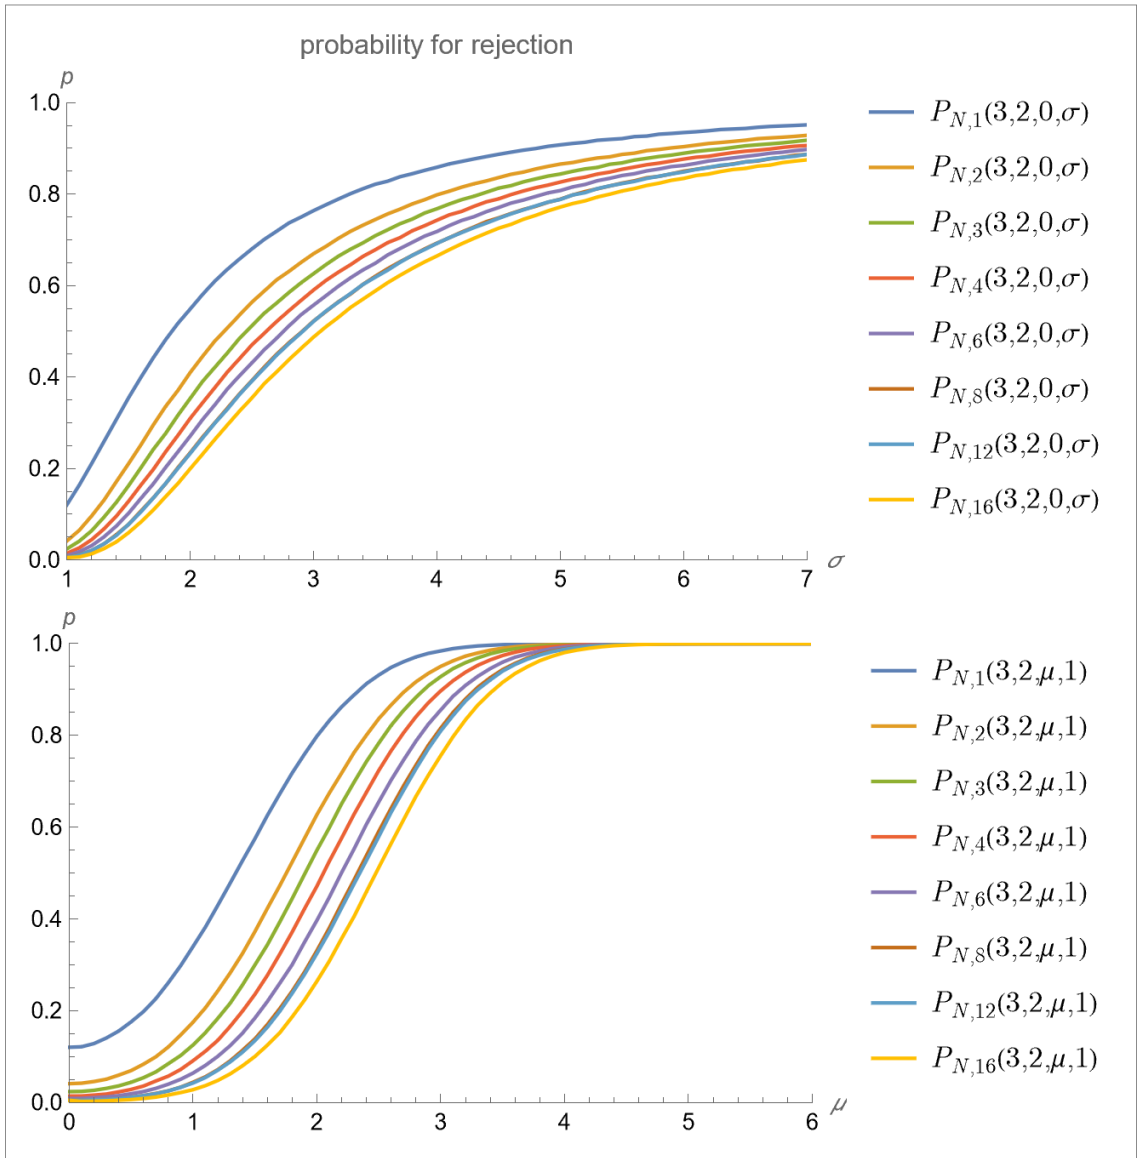 probability for rejection
p
1.0
0.8
0.6
0.4
0.2
0.0
1 2 3 4 5 6 7 σ
P_{N,1}(3,2,0,σ)
P_{N,2}(3,2,0,σ)
P_{N,3}(3,2,0,σ)
P_{N,4}(3,2,0,σ)
P_{N,6}(3,2,0,σ)
P_{N,8}(3,2,0,σ)
P_{N,12}(3,2,0,σ)
P_{N,16}(3,2,0,σ)
p
1.0
0.8
0.6
0.4
0.2
0.0
0 1 2 3 4 5 6 μ
P_{N,1}(3,2,μ,1)
P_{N,2}(3,2,μ,1)
P_{N,3}(3,2,μ,1)
P_{N,4}(3,2,μ,1)
P_{N,6}(3,2,μ,1)
P_{N,8}(3,2,μ,1)
P_{N,12}(3,2,μ,1)
P_{N,16}(3,2,μ,1)